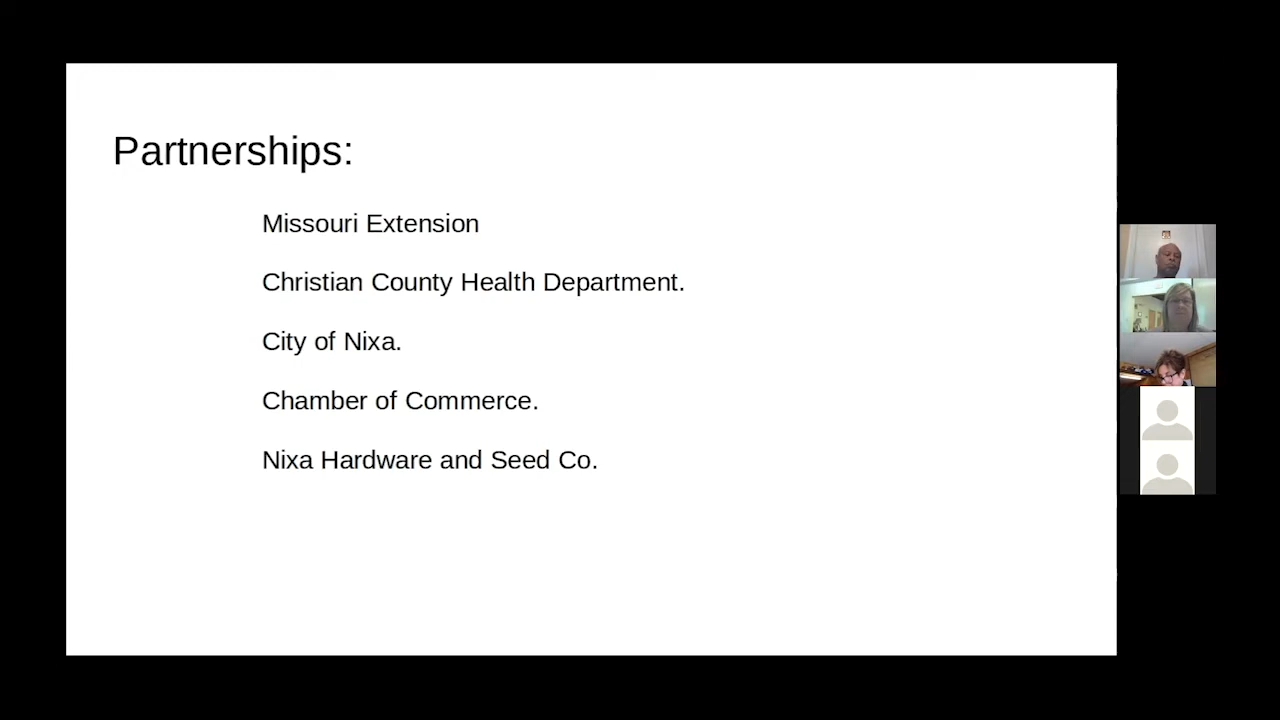 Partnerships:
Missouri Extension
Christian County Health Department.
City of Nixa.
Chamber of Commerce.
Nixa Hardware and Seed Co.